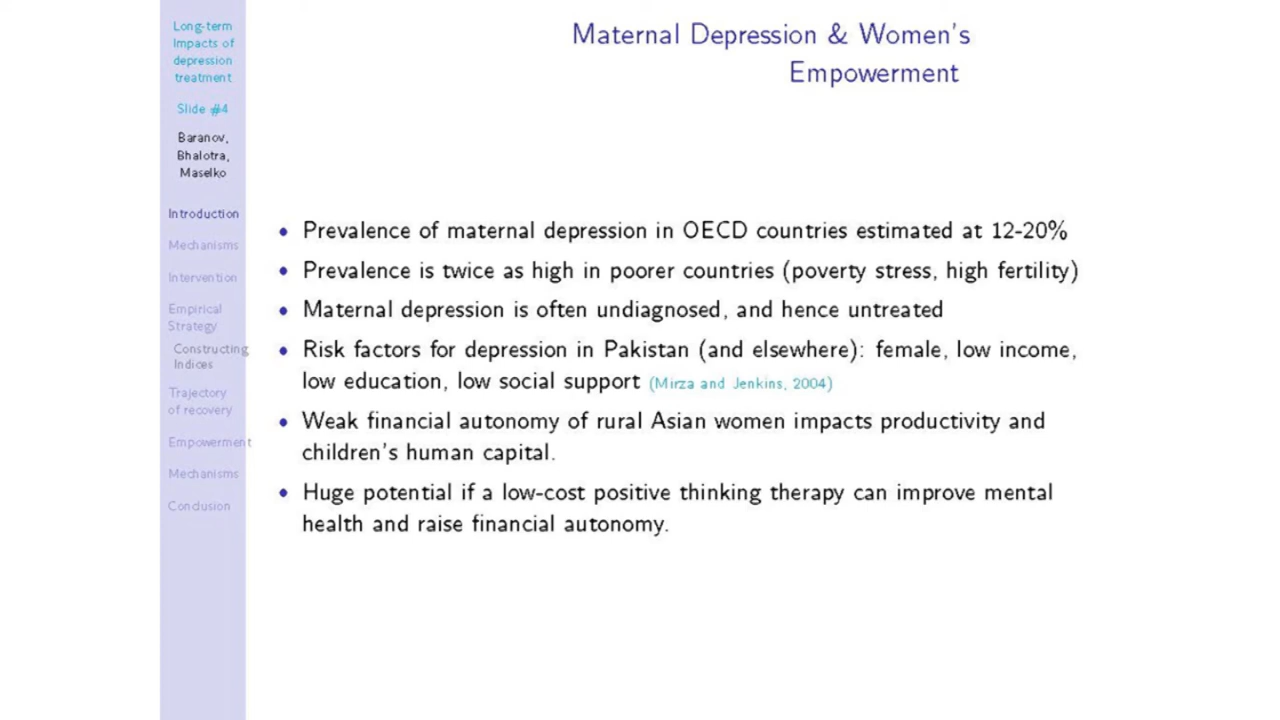 Long-term
Impacts of
depression
treatment
Slide #4
Baranov,
Bhalotra,
Maselko
Introduction
Mechanisms
Intervention
Empirical
Strategy
Constructing
Indices
Trajectory
of recovery
Empowerment
Mechanisms
Conclusion
Maternal Depression & Women's
Empowerment
• Prevalence of maternal depression in OECD countries estimated at 12-20%
• Prevalence is twice as high in poorer countries (poverty stress, high fertility)
• Maternal depression is often undiagnosed, and hence untreated
• Risk factors for depression in Pakistan (and elsewhere): female, low income,
low education, low social support (Mirza and Jenkins, 2004)
• Weak financial autonomy of rural Asian women impacts productivity and
children's human capital.
• Huge potential if a low-cost positive thinking therapy can improve mental
health and raise financial autonomy.